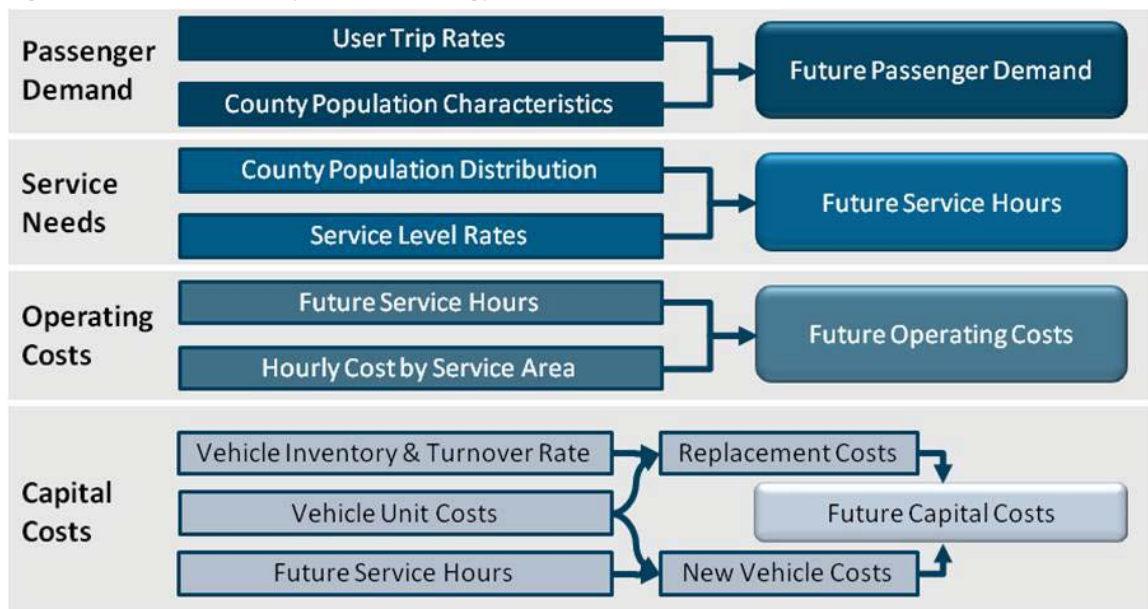 Passenger
Demand
User Trip Rates
County Population Characteristics
Future Passenger Demand
Service
Needs
County Population Distribution
Service Level Rates
Future Service Hours
Operating
Costs
Future Service Hours
Hourly Cost by Service Area
Future Operating Costs
Capital
Costs
Vehicle Inventory & Turnover Rate
Vehicle Unit Costs
Future Service Hours
Replacement Costs
New Vehicle Costs
Future Capital Costs